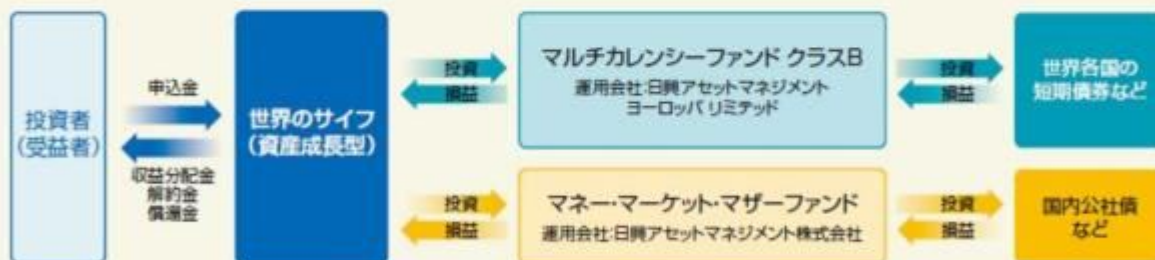 投資者
(受益者)
申込金
収益分配金
解約金
償還金
世界のサイフ
(資産成長型)
投資
損益
マルチカレンシーファンド クラスB
運用会社:日興アセットマネジメント
ヨーロッパ リミテッド
投資
損益
世界各国の
短期債券など
投資
損益
マネー・マーケット・マザーファンド
運用会社:日興アセットマネジメント株式会社
投資
損益
国内公社債
など